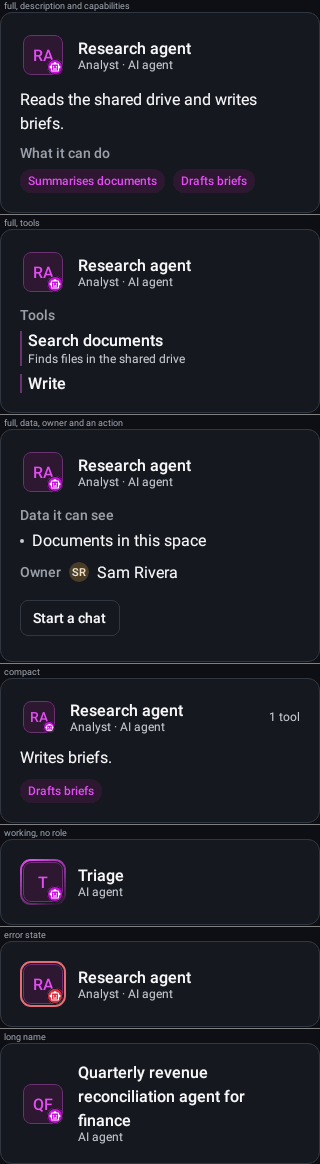 full, description and capabilities
RA
Research agent
Analyst · AI agent
Reads the shared drive and writes
briefs.
What it can do
Summarises documents
Drafts briefs
full, tools
RA
Research agent
Analyst · AI agent
Tools
Search documents
Finds files in the shared drive
Write
full, data, owner and an action
RA
Research agent
Analyst · AI agent
Data it can see
• Documents in this space
Owner SR Sam Rivera
Start a chat
compact
RA
Research agent
Analyst · AI agent
1 tool
Writes briefs.
Drafts briefs
working, no role
T
Triage
AI agent
error state
RA
Research agent
Analyst · AI agent
long name
QF
Quarterly revenue
reconciliation agent for
finance
AI agent